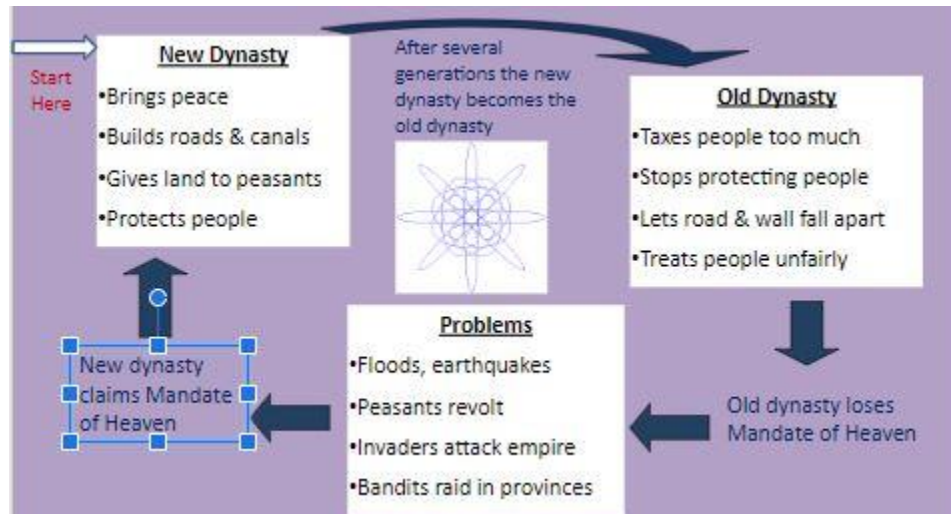 Start
Here
New Dynasty
•Brings peace
•Builds roads & canals
•Gives land to peasants
•Protects people
After several
generations the new
dynasty becomes the
old dynasty
Old Dynasty
•Taxes people too much
•Stops protecting people
•Lets road & wall fall apart
•Treats people unfairly
Old dynasty loses
Mandate of Heaven
Problems
•Floods, earthquakes
•Peasants revolt
•Invaders attack empire
•Bandits raid in provinces
New dynasty
claims Mandate
of Heaven